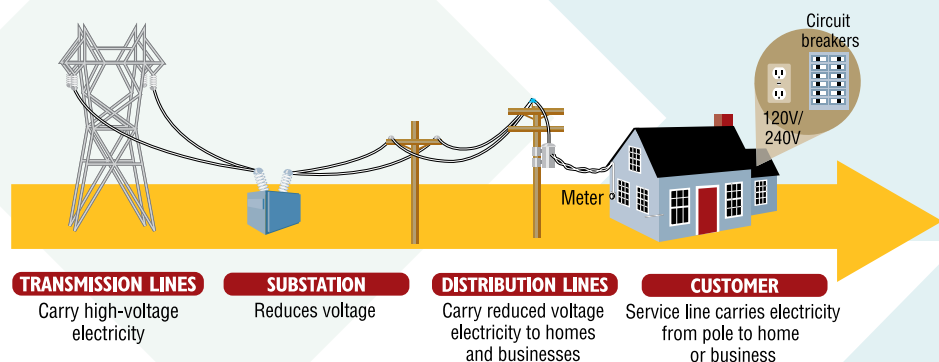 Circuit
breakers
120V/
240V
Meter
TRANSMISSION LINES
Carry high-voltage
electricity
SUBSTATION
Reduces voltage
DISTRIBUTION LINES
Carry reduced voltage
electricity to homes
and businesses
CUSTOMER
Service line carries electricity
from pole to home
or business